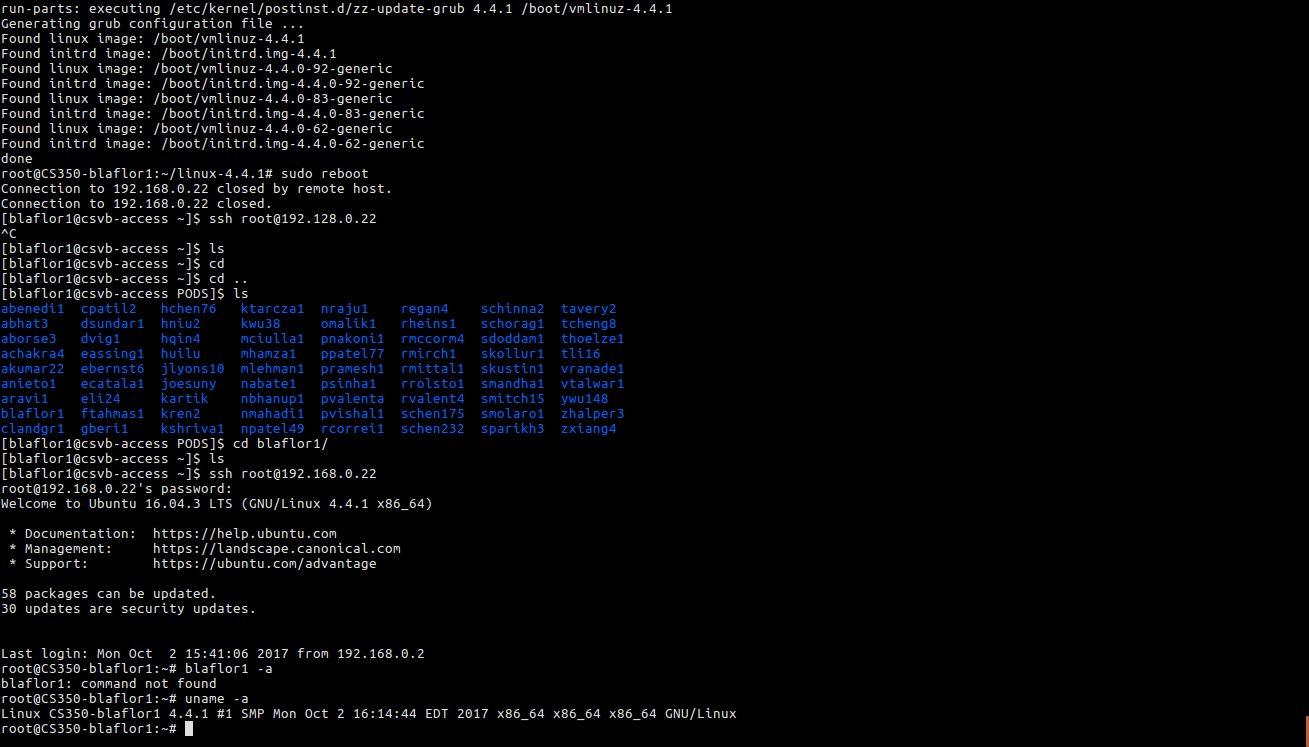 run-parts: executing /etc/kernel/postinst.d/zz-update-grub 4.4.1 /boot/vmlinuz-4.4.1
Generating grub configuration file ...
Found linux image: /boot/vmlinuz-4.4.1
Found initrd image: /boot/initrd.img-4.4.1
Found linux image: /boot/vmlinuz-4.4.0-92-generic
Found initrd image: /boot/initrd.img-4.4.0-92-generic
Found linux image: /boot/vmlinuz-4.4.0-83-generic
Found initrd image: /boot/initrd.img-4.4.0-83-generic
Found linux image: /boot/vmlinuz-4.4.0-62-generic
Found initrd image: /boot/initrd.img-4.4.0-62-generic
done
root@CS350-blaflor1:~/linux-4.4.1# sudo reboot
Connection to 192.168.0.22 closed by remote host.
Connection to 192.168.0.22 closed.
[blaflor1@csvb-access ~]$ ssh root@192.128.0.22
^C
[blaflor1@csvb-access ~]$ ls
[blaflor1@csvb-access ~]$ cd
[blaflor1@csvb-access ~]$ cd ..
[blaflor1@csvb-access PODS]$ ls
abenedi1  cpatil2   hchen76   ktarcza1  nraju1    regan4    schinna2  tavery2
abhat3    dsundar1  hniu2     kwu38     omalik1   rheins1   schorag1  tcheng8
aborse3   dvig1     hqin4     mciulla1  pnakoni1  rmccorm4  sdoddam1  thoelze1
achakra4  eassing1  huilu     mhamza1   ppatel77  rmirch1   skollur1  tli16
akumar22  ebernst6  jlyons10  mlehman1  pramesh1  rmittal1  skustin1  vranade1
anieto1   ecatala1  joesuny   nabate1   psinha1   rrolsto1  smandha1  vtalwar1
aravi1    eli24     kartik    nbhanup1  pvalenta  rvalent4  smitch15  ywu148
blaflor1  ftahmas1  kren2     nmahadi1  pvishal1  schen175  smolaro1  zhalper3
clandgr1  gberi1    kshriva1  npatel49  rcorrei1  schen232  sparikh3  zxiang4
[blaflor1@csvb-access PODS]$ cd blaflor1/
[blaflor1@csvb-access ~]$ ls
[blaflor1@csvb-access ~]$ ssh root@192.168.0.22
root@192.168.0.22's password:
Welcome to Ubuntu 16.04.3 LTS (GNU/Linux 4.4.1 x86_64)
* Documentation:  https://help.ubuntu.com
* Management:     https://landscape.canonical.com
* Support:        https://ubuntu.com/advantage
58 packages can be updated.
30 updates are security updates.
Last login: Mon Oct  2 15:41:06 2017 from 192.168.0.2
root@CS350-blaflor1:~# blaflor1 -a
blaflor1: command not found
root@CS350-blaflor1:~# uname -a
Linux CS350-blaflor1 4.4.1 #1 SMP Mon Oct 2 16:14:44 EDT 2017 x86_64 x86_64 x86_64 GNU/Linux
root@CS350-blaflor1:~#